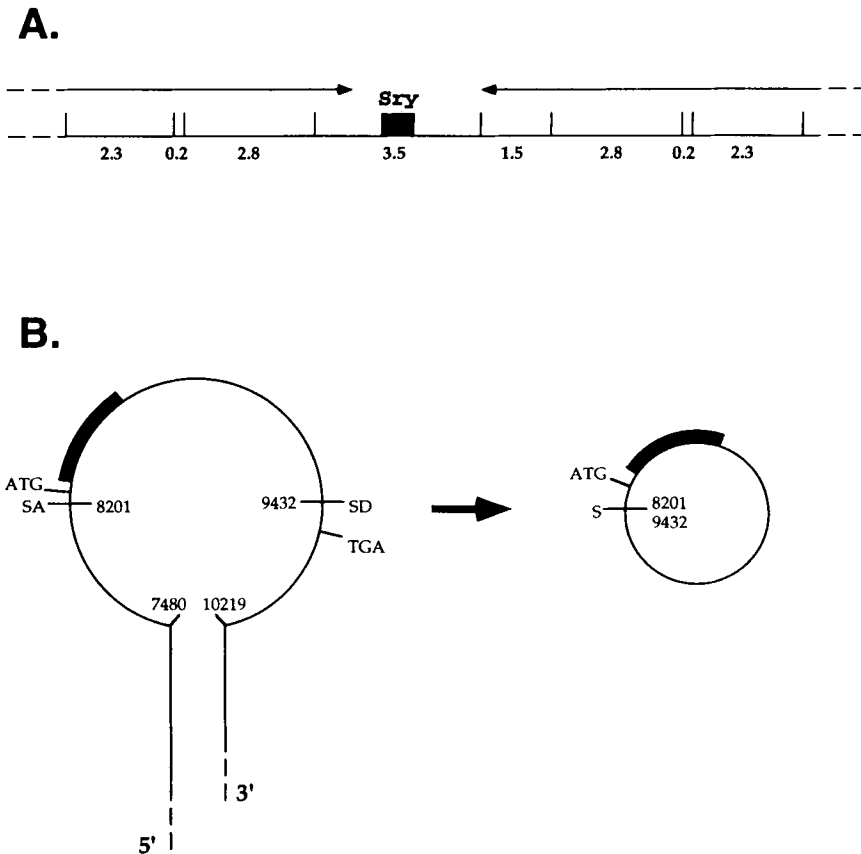 A.
Sry
2.3 0.2 2.8 3.5 1.5 2.8 0.2 2.3
B.
ATG
SA 8201 9432 SD
TGA
7480 10219
3'
5'
ATG
S 8201
9432